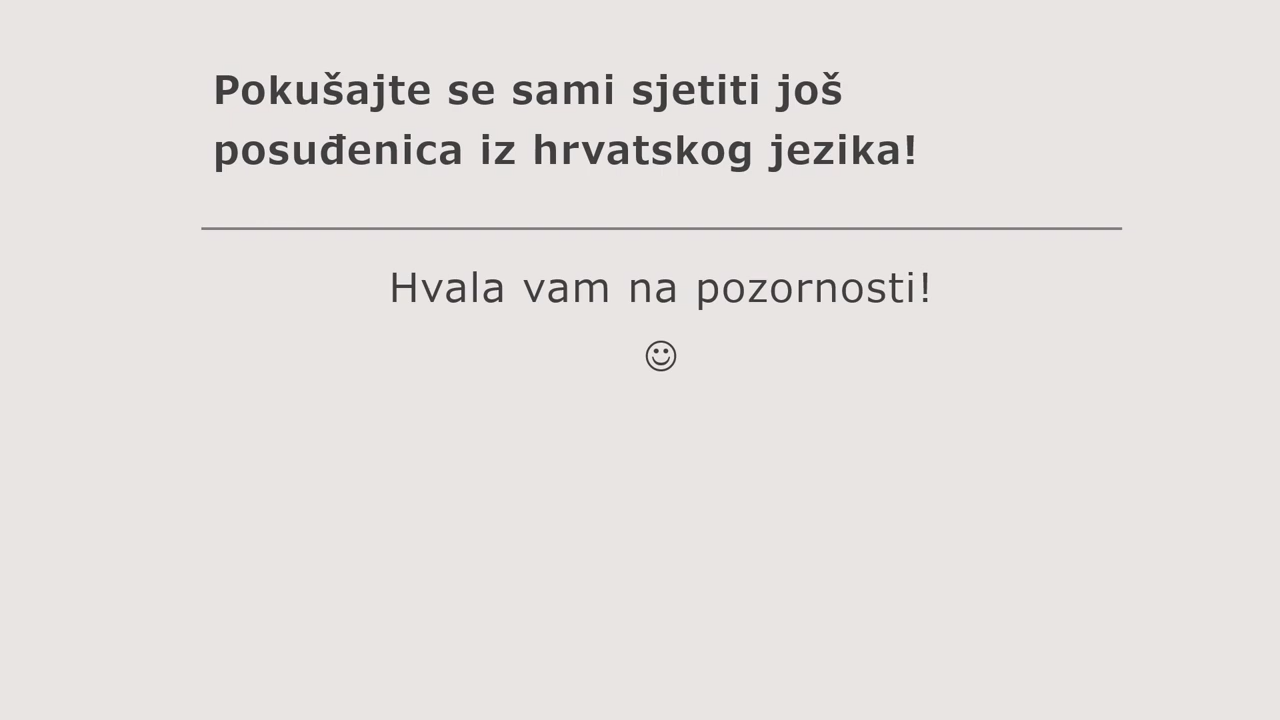 Pokušajte se sami sjetiti još
posuđenica iz hrvatskog jezika!
Hvala vam na pozornosti!
☺